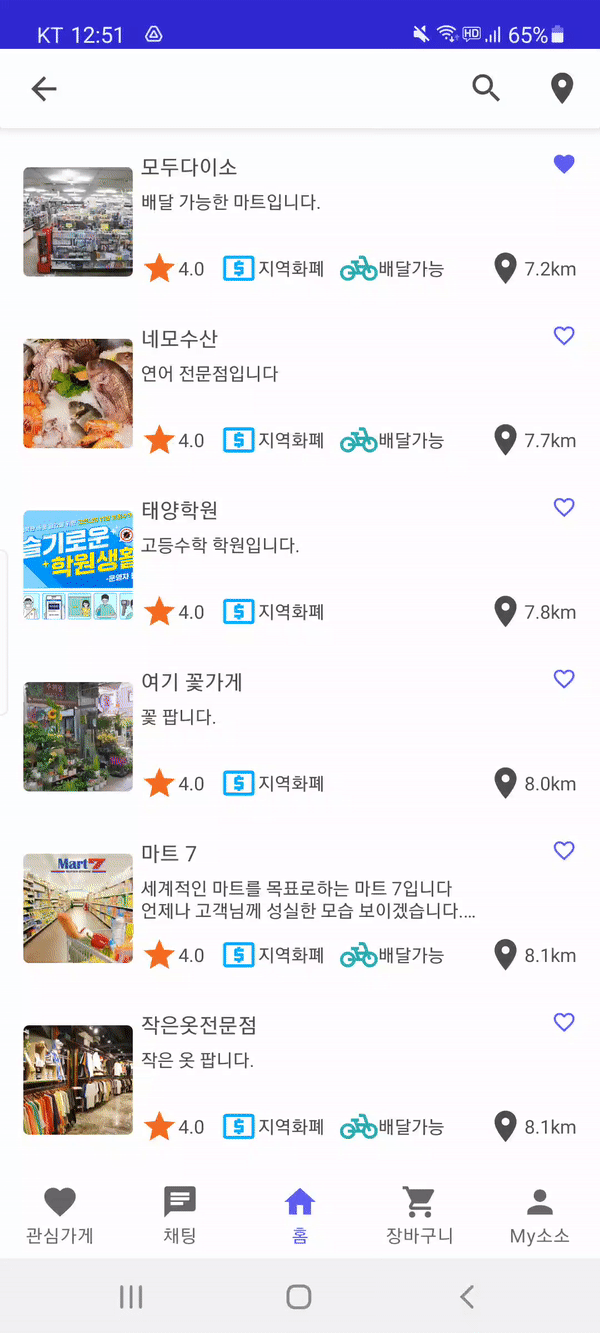 KT 12:51
HD 65%
모두다이소
배달 가능한 마트입니다.
4.0 지역화폐 배달가능 7.2km
네모수산
연어 전문점입니다
4.0 지역화폐 배달가능 7.7km
슬기로운
+학원생활
태양학원
고등수학 학원입니다.
4.0 지역화폐 7.8km
여기 꽃가게
꽃 팝니다.
4.0 지역화폐 8.0km
Mart 7
마트 7
세계적인 마트를 목표로하는 마트 7입니다
언제나 고객님께 성실한 모습 보이겠습니다....
4.0 지역화폐 배달가능 8.1km
작은옷전문점
작은 옷 팝니다.
4.0 지역화폐 배달가능 8.1km
관심가게 채팅 홈 장바구니 My소소